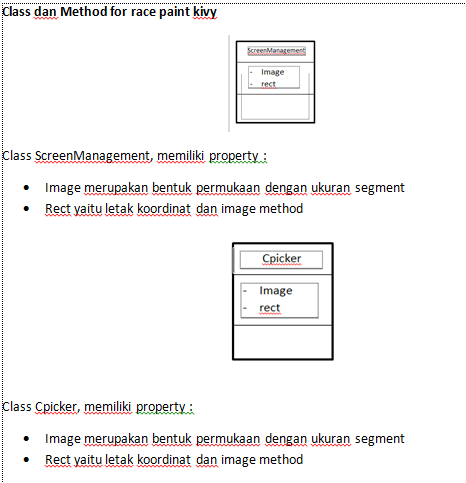 Class dan Method for race paint kivy
ScreenManagement
- Image
- rect
Class ScreenManagement, memiliki property :
• Image merupakan bentuk permukaan dengan ukuran segment
• Rect yaitu letak koordinat dan image method
Cpicker
- Image
- rect
Class Cpicker, memiliki property :
• Image merupakan bentuk permukaan dengan ukuran segment
• Rect yaitu letak koordinat dan image method